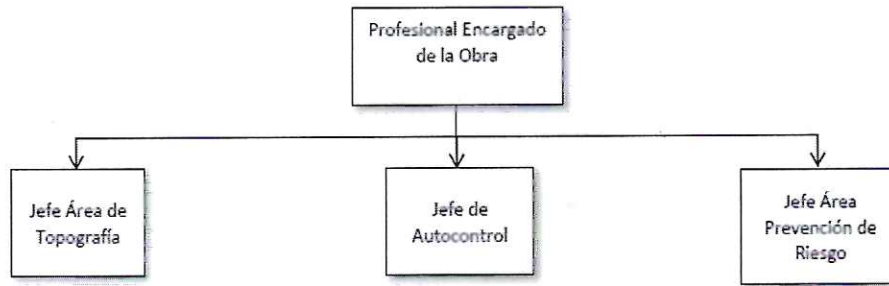 Profesional Encargado
de la Obra
Jefe Área de
Topografía
Jefe de
Autocontrol
Jefe Área
Prevención de
Riesgo